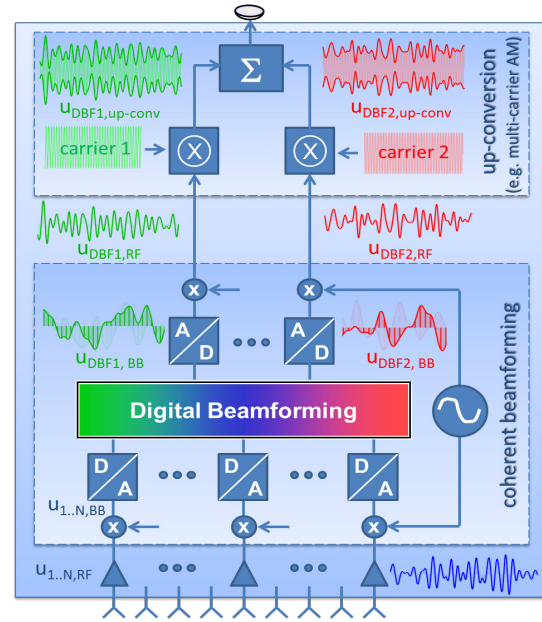 Σ
u_DBF1,up-conv
u_DBF2,up-conv
carrier 1
X
X
carrier 2
up-conversion
(e.g. multi-carrier AM)
u_DBF1,RF
u_DBF2,RF
x
x
A
D
A
D
u_DBF1, BB
u_DBF2, BB
Digital Beamforming
coherent beamforming
D
A
D
A
D
A
u_1..N,BB
x
x
x
u_1..N,RF